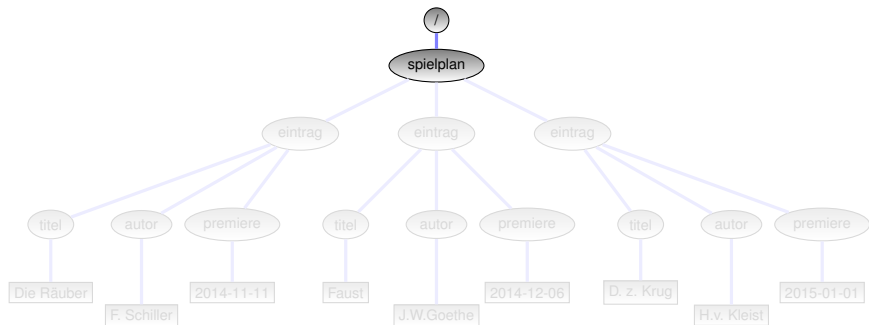 /
spielplan
eintrag eintrag eintrag
titel autor premiere titel autor premiere titel autor premiere
Die Räuber 2014-11-11 Faust 2014-12-06 D. z. Krug 2015-01-01
F. Schiller J.W.Goethe H.v. Kleist